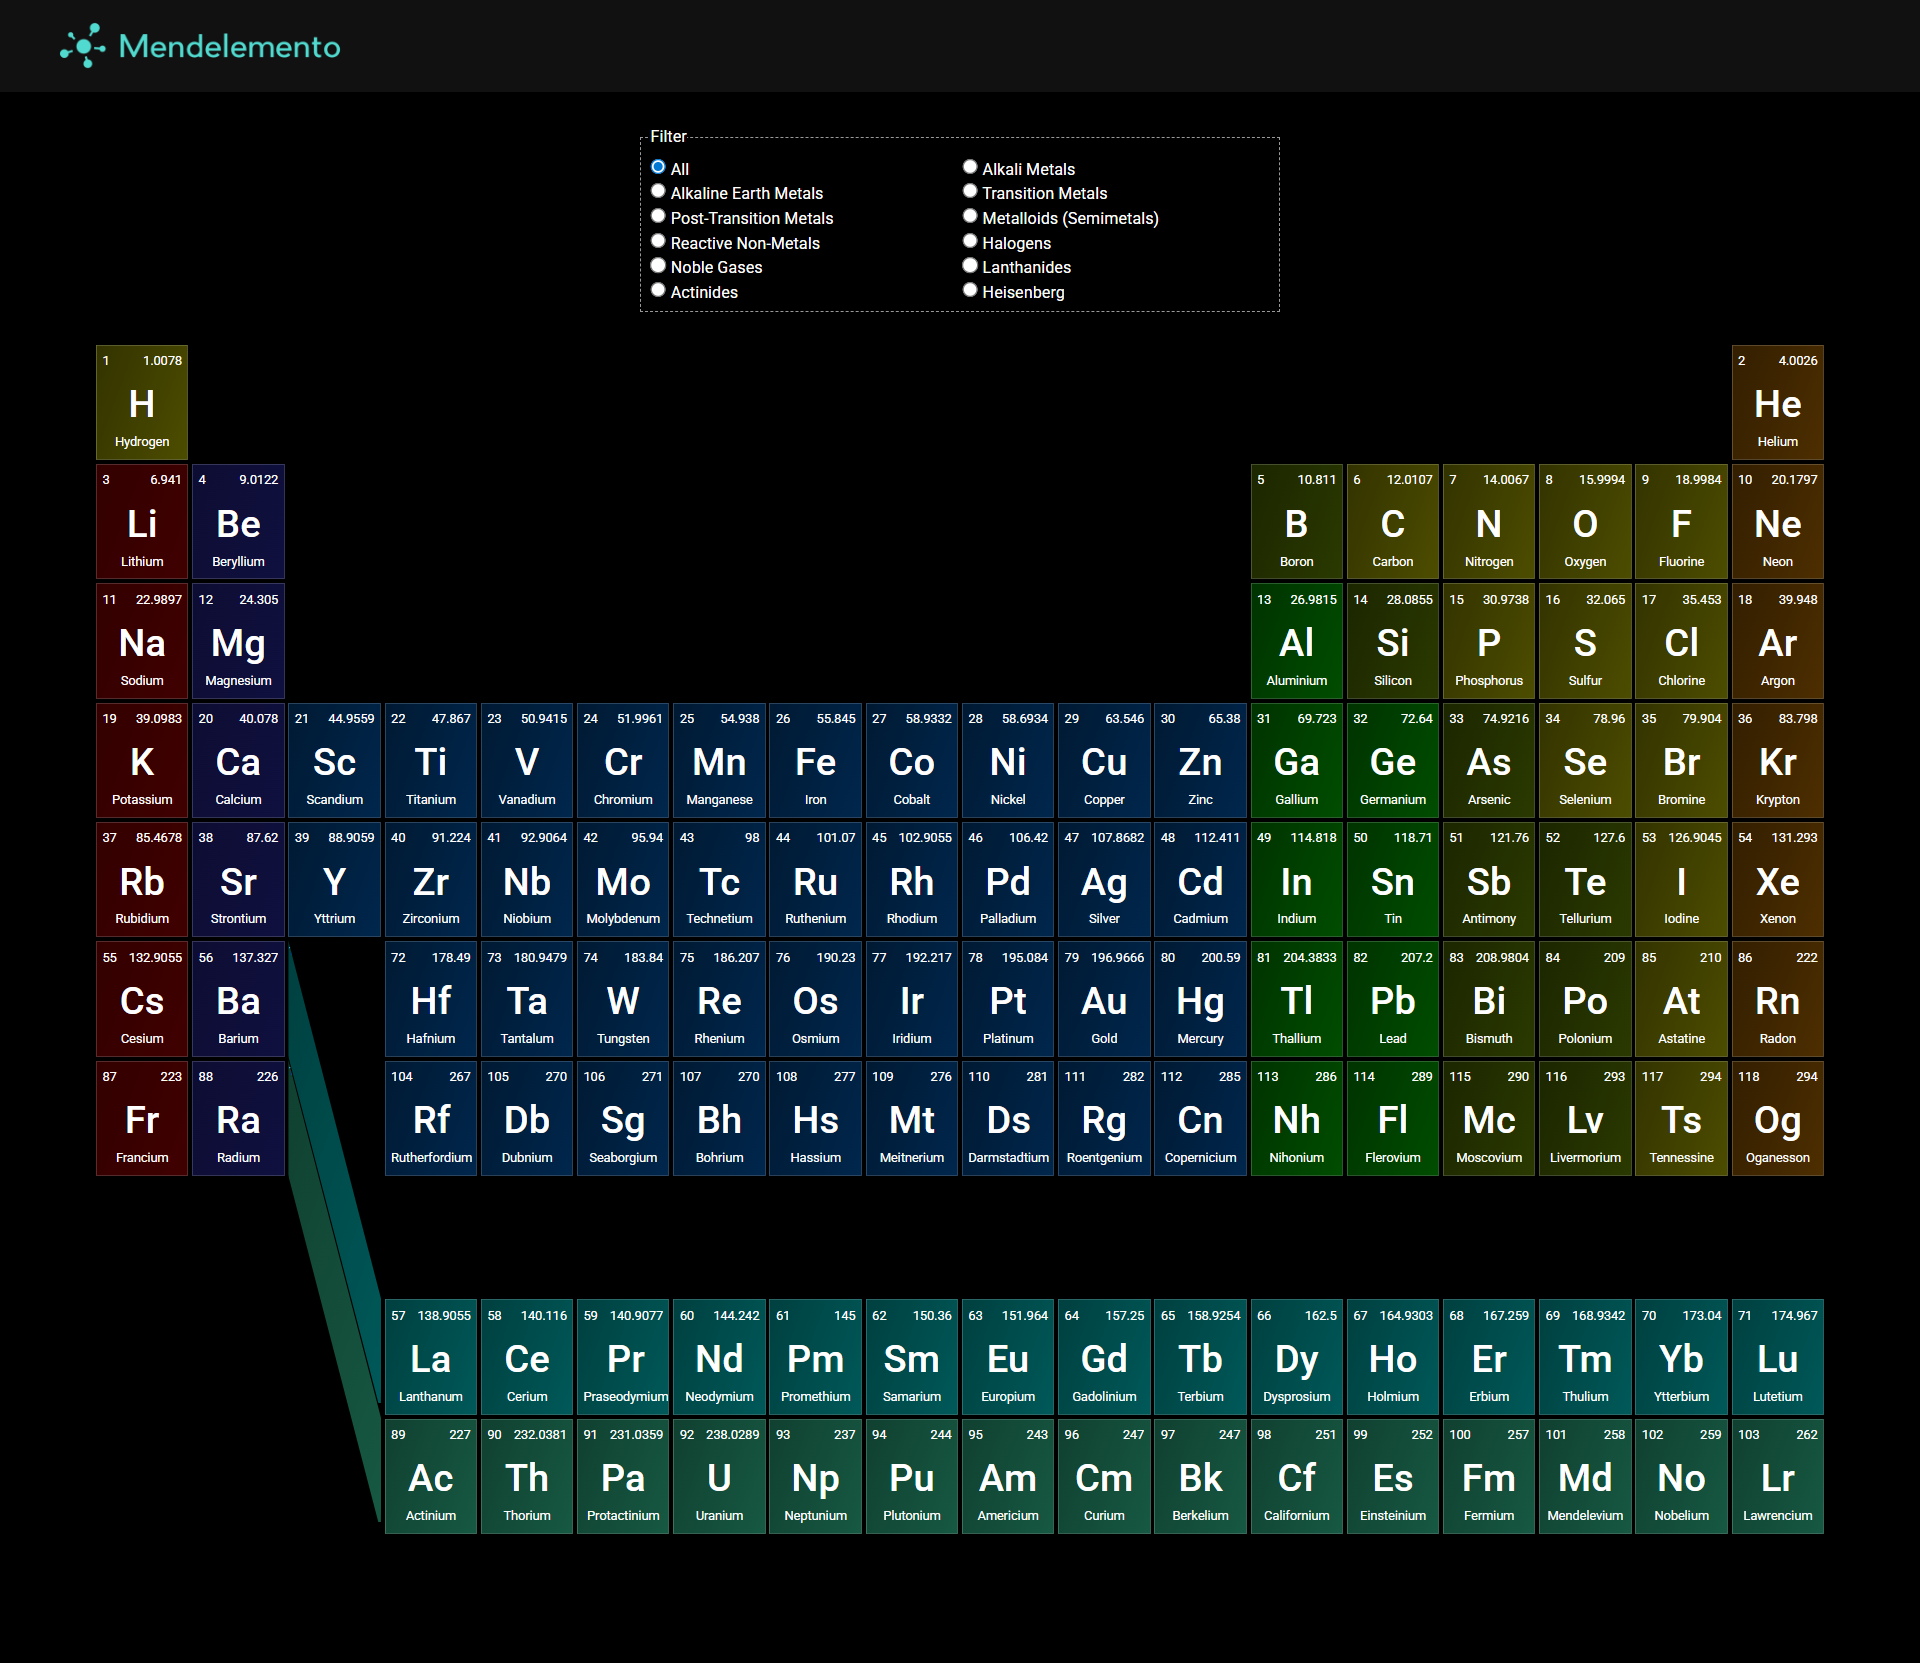 Mendelemento
Filter
All
Alkali Metals
Alkaline Earth Metals
Transition Metals
Post-Transition Metals
Metalloids (Semimetals)
Reactive Non-Metals
Halogens
Noble Gases
Lanthanides
Actinides
Heisenberg
1 1.0078 2 4.0026
H He
Hydrogen Helium
3 6.941 4 9.0122 5 10.811 6 12.0107 7 14.0067 8 15.9994 9 18.9984 10 20.1797
Li Be B C N O F Ne
Lithium Beryllium Boron Carbon Nitrogen Oxygen Fluorine Neon
11 22.9897 12 24.305 13 26.9815 14 28.0855 15 30.9738 16 32.065 17 35.453 18 39.948
Na Mg Al Si P S Cl Ar
Sodium Magnesium Aluminium Silicon Phosphorus Sulfur Chlorine Argon
19 39.0983 20 40.078 21 44.9559 22 47.867 23 50.9415 24 51.9961 25 54.938 26 55.845 27 58.9332 28 58.6934 29 63.546 30 65.38 31 69.723 32 72.64 33 74.9216 34 78.96 35 79.904 36 83.798
K Ca Sc Ti V Cr Mn Fe Co Ni Cu Zn Ga Ge As Se Br Kr
Potassium Calcium Scandium Titanium Vanadium Chromium Manganese Iron Cobalt Nickel Copper Zinc Gallium Germanium Arsenic Selenium Bromine Krypton
37 85.4678 38 87.62 39 88.9059 40 91.224 41 92.9064 42 95.94 43 98 44 101.07 45 102.9055 46 106.42 47 107.8682 48 112.411 49 114.818 50 118.71 51 121.76 52 127.6 53 126.9045 54 131.293
Rb Sr Y Zr Nb Mo Tc Ru Rh Pd Ag Cd In Sn Sb Te I Xe
Rubidium Strontium Yttrium Zirconium Niobium Molybdenum Technetium Ruthenium Rhodium Palladium Silver Cadmium Indium Tin Antimony Tellurium Iodine Xenon
55 132.9055 56 137.327 72 178.49 73 180.9479 74 183.84 75 186.207 76 190.23 77 192.217 78 195.084 79 196.9666 80 200.59 81 204.3833 82 207.2 83 208.9804 84 209 85 210 86 222
Cs Ba Hf Ta W Re Os Ir Pt Au Hg Tl Pb Bi Po At Rn
Cesium Barium Hafnium Tantalum Tungsten Rhenium Osmium Iridium Platinum Gold Mercury Thallium Lead Bismuth Polonium Astatine Radon
87 223 88 226 104 267 105 270 106 271 107 270 108 277 109 276 110 281 111 282 112 285 113 286 114 289 115 290 116 293 117 294 118 294
Fr Ra Rf Db Sg Bh Hs Mt Ds Rg Cn Nh Fl Mc Lv Ts Og
Francium Radium Rutherfordium Dubnium Seaborgium Bohrium Hassium Meitnerium Darmstadtium Roentgenium Copernicium Nihonium Flerovium Moscovium Livermorium Tennessine Oganesson
57 138.9055 58 140.116 59 140.9077 60 144.242 61 145 62 150.36 63 151.964 64 157.25 65 158.9254 66 162.5 67 164.9303 68 167.259 69 168.9342 70 173.04 71 174.967
La Ce Pr Nd Pm Sm Eu Gd Tb Dy Ho Er Tm Yb Lu
Lanthanum Cerium Praseodymium Neodymium Promethium Samarium Europium Gadolinium Terbium Dysprosium Holmium Erbium Thulium Ytterbium Lutetium
89 227 90 232.0381 91 231.0359 92 238.0289 93 237 94 244 95 243 96 247 97 247 98 251 99 252 100 257 101 258 102 259 103 262
Ac Th Pa U Np Pu Am Cm Bk Cf Es Fm Md No Lr
Actinium Thorium Protactinium Uranium Neptunium Plutonium Americium Curium Berkelium Californium Einsteinium Fermium Mendelevium Nobelium Lawrencium